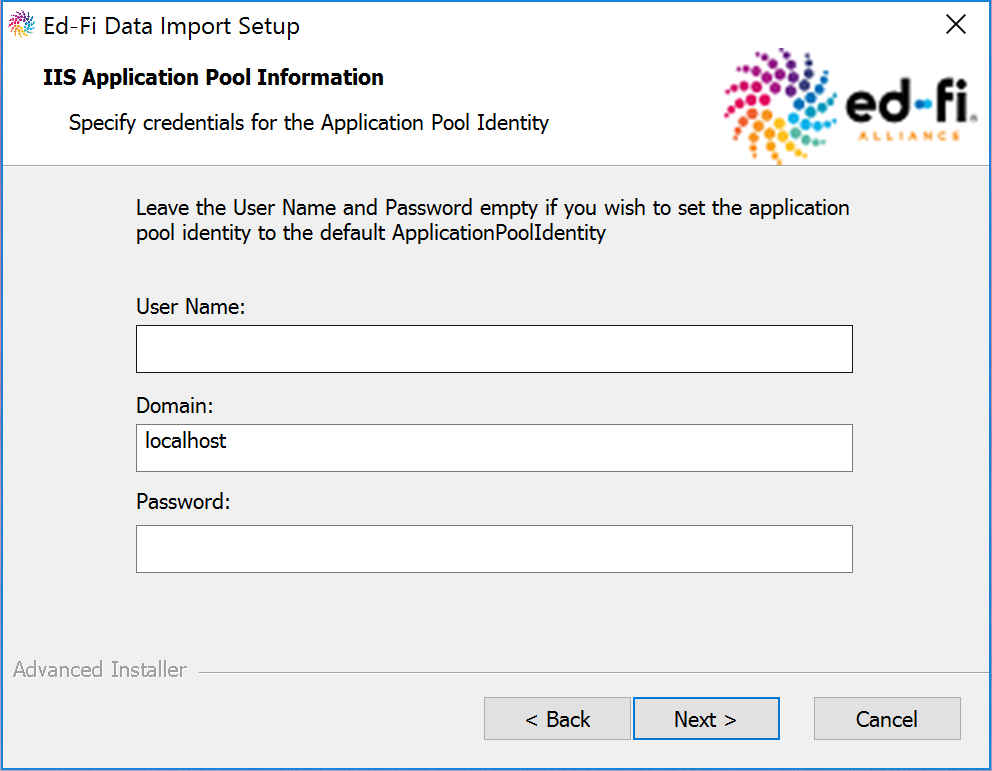 Ed-Fi Data Import Setup
IIS Application Pool Information
Specify credentials for the Application Pool Identity
ed-fi®
ALLIANCE
Leave the User Name and Password empty if you wish to set the application
pool identity to the default ApplicationPoolIdentity
User Name:
Domain:
localhost
Password:
Advanced Installer
< Back
Next >
Cancel